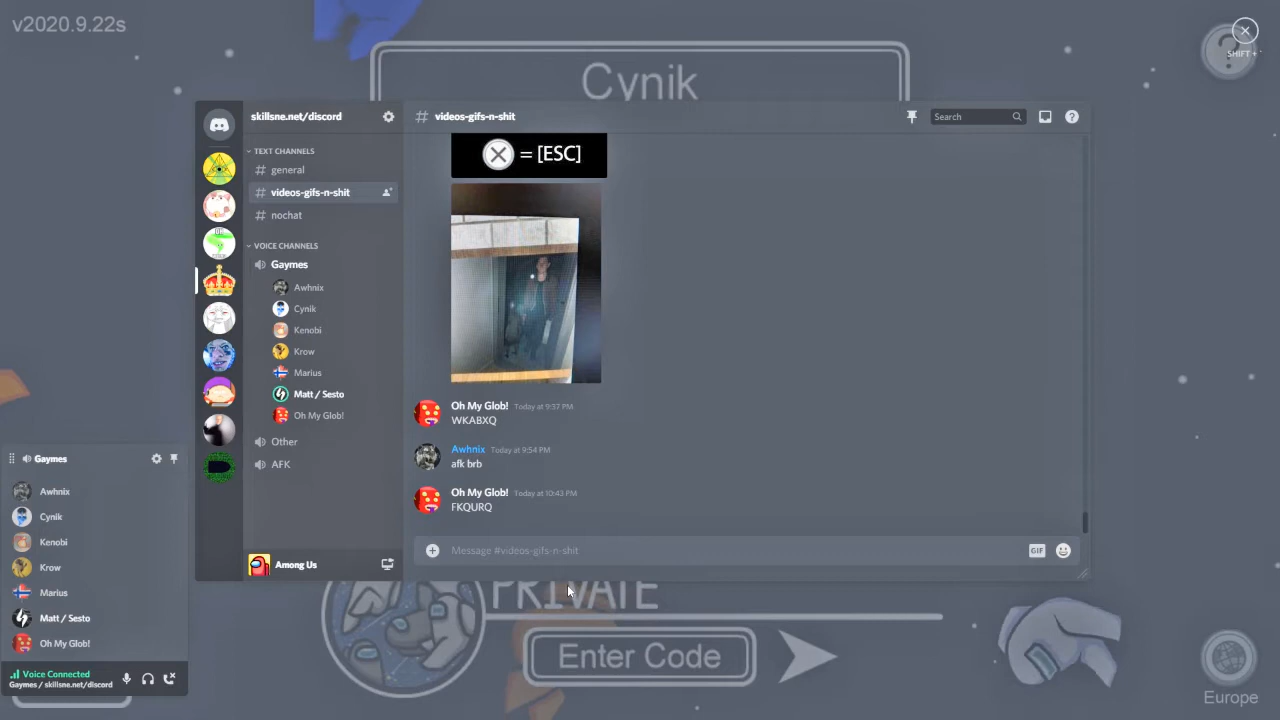 v2020.9.22s
SHIFT + `
Cynik
skillsne.net/discord
# videos-gifs-n-shit
Search
TEXT CHANNELS
# general
# videos-gifs-n-shit
# nochat
VOICE CHANNELS
Gaymes
Awhnix
Cynik
Kenobi
Krow
Marius
Matt / Sesto
Oh My Glob!
Other
AFK
Among Us
= [ESC]
Oh My Glob! Today at 9:37 PM
WKABXQ
Awhnix Today at 9:54 PM
afk brb
Oh My Glob! Today at 10:43 PM
FKQURQ
Message #videos-gifs-n-shit
GIF
Gaymes
Awhnix
Cynik
Kenobi
Krow
Marius
Matt / Sesto
Oh My Glob!
Voice Connected
Gaymes / skillsne.net/discord
PRIVATE
Enter Code
Europe